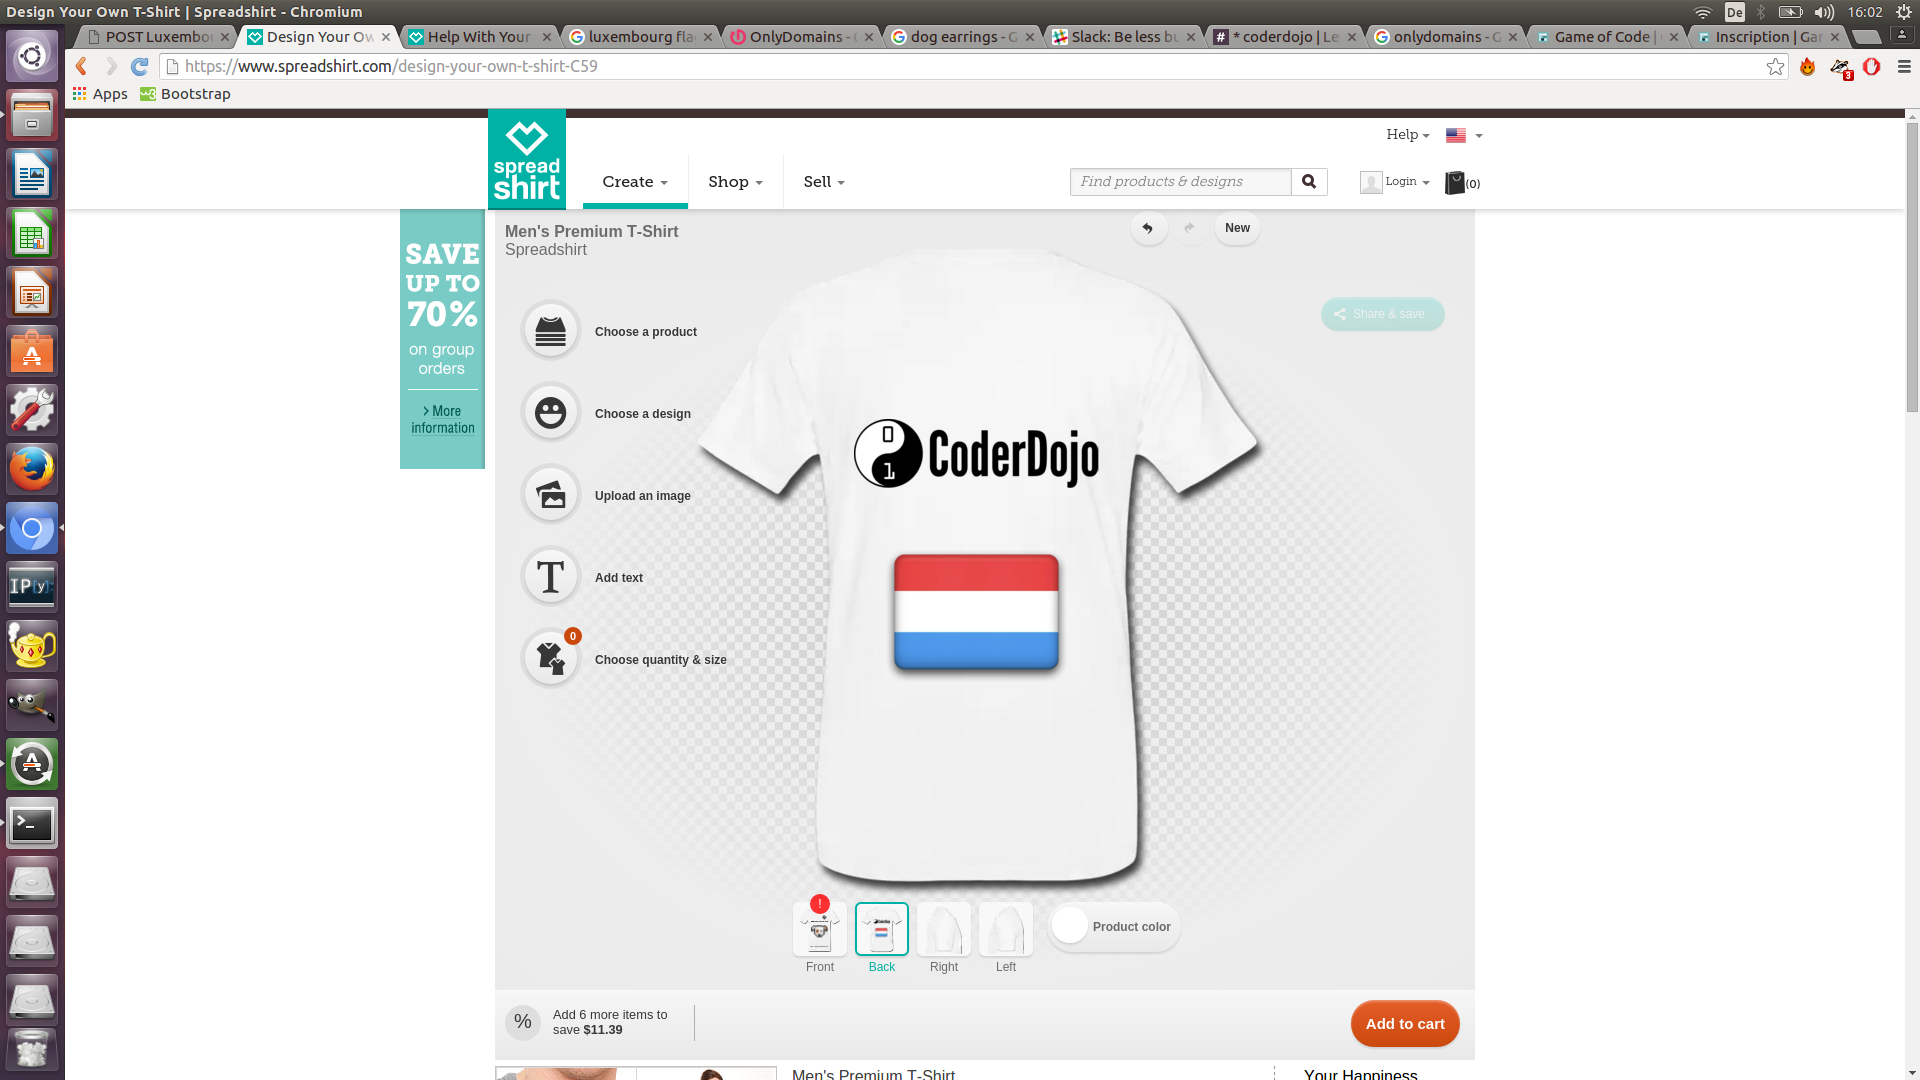 Design Your Own T-Shirt | Spreadshirt - Chromium
De
16:02
POST Luxembo
Design Your Ow
Help With Your
luxembourg fla
OnlyDomains -
dog earrings - G
Slack: Be less bu
* coderdojo | Le
onlydomains - G
Game of Code |
Inscription | Gar
https://www.spreadshirt.com/design-your-own-t-shirt-C59
3
Apps
Bootstrap
spread
shirt
Help
Create
Shop
Sell
Find products & designs
Login
(0)
SAVE
UP TO
70%
on group
orders
> More
information
Men's Premium T-Shirt
Spreadshirt
New
Share & save
Choose a product
Choose a design
Upload an image
T
Add text
0
Choose quantity & size
0
1
CoderDojo
IP[y]:
!
Front
Back
Right
Left
Product color
%
Add 6 more items to
save $11.39
Add to cart
Men's Premium T-Shirt
Your Happiness